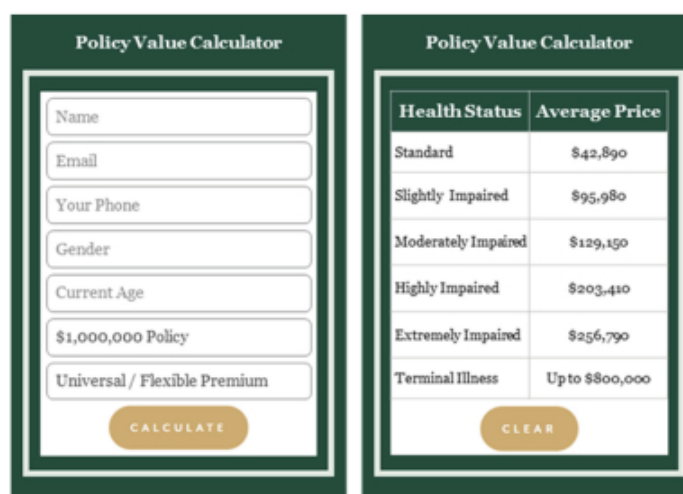 Policy Value Calculator
Name
Email
Your Phone
Gender
Current Age
$1,000,000 Policy
Universal / Flexible Premium
CALCULATE
Policy Value Calculator
Health Status Average Price
Standard $42,890
Slightly Impaired $95,980
Moderately Impaired $129,150
Highly Impaired $203,410
Extremely Impaired $256,790
Terminal Illness Up to $800,000
CLEAR